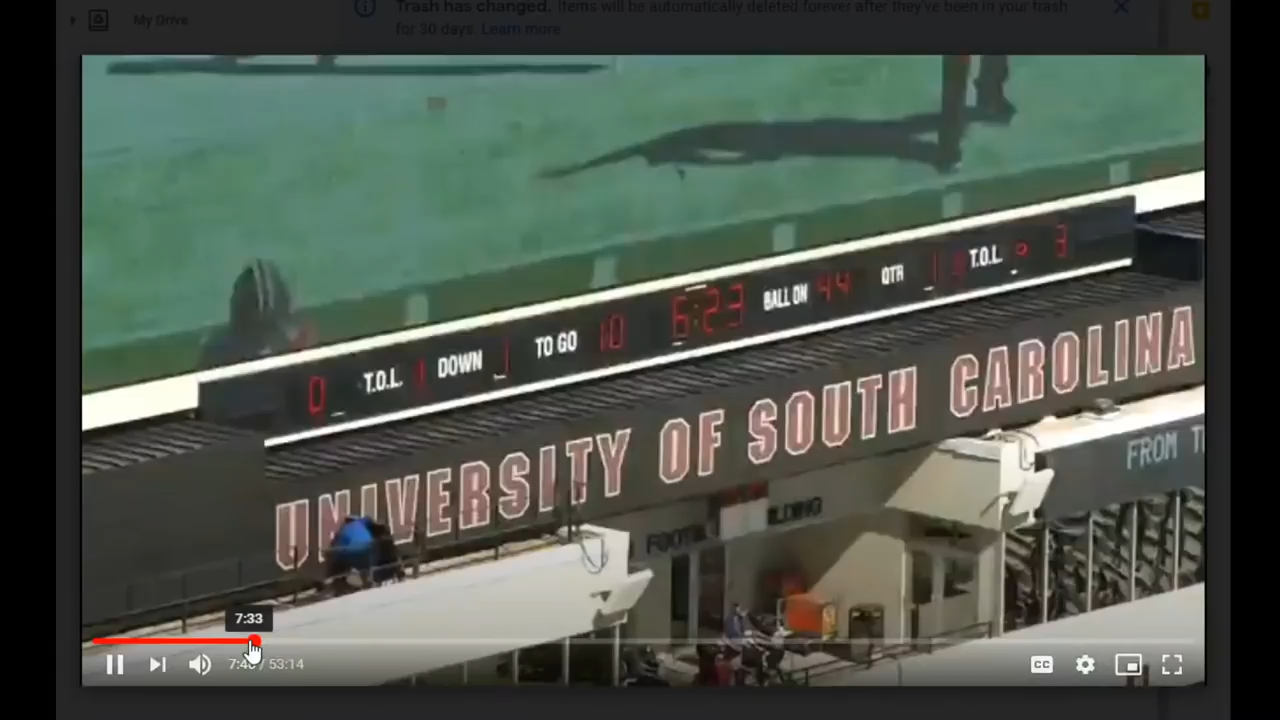 My Drive
Trash has changed. Items will be automatically deleted forever after they've been in your trash
for 30 days. Learn more
0 T.O.L. 1 DOWN 1 TO GO 10 6:23 BALL ON 44 QTR 1 T.O.L. 3
UNIVERSITY OF SOUTH CAROLINA
FROM
7:33
/ 53:14
CC